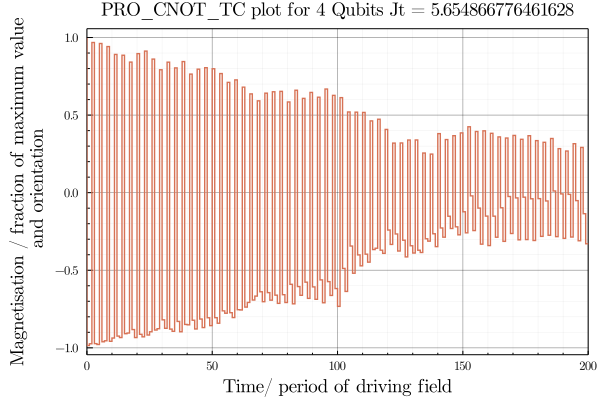 PRO_CNOT_TC plot for 4 Qubits Jt = 5.654866776461628
Magnetisation / fraction of maximum value
and orientation
1.0
0.5
0.0
−0.5
−1.0
0 50 100 150 200
Time/ period of driving field